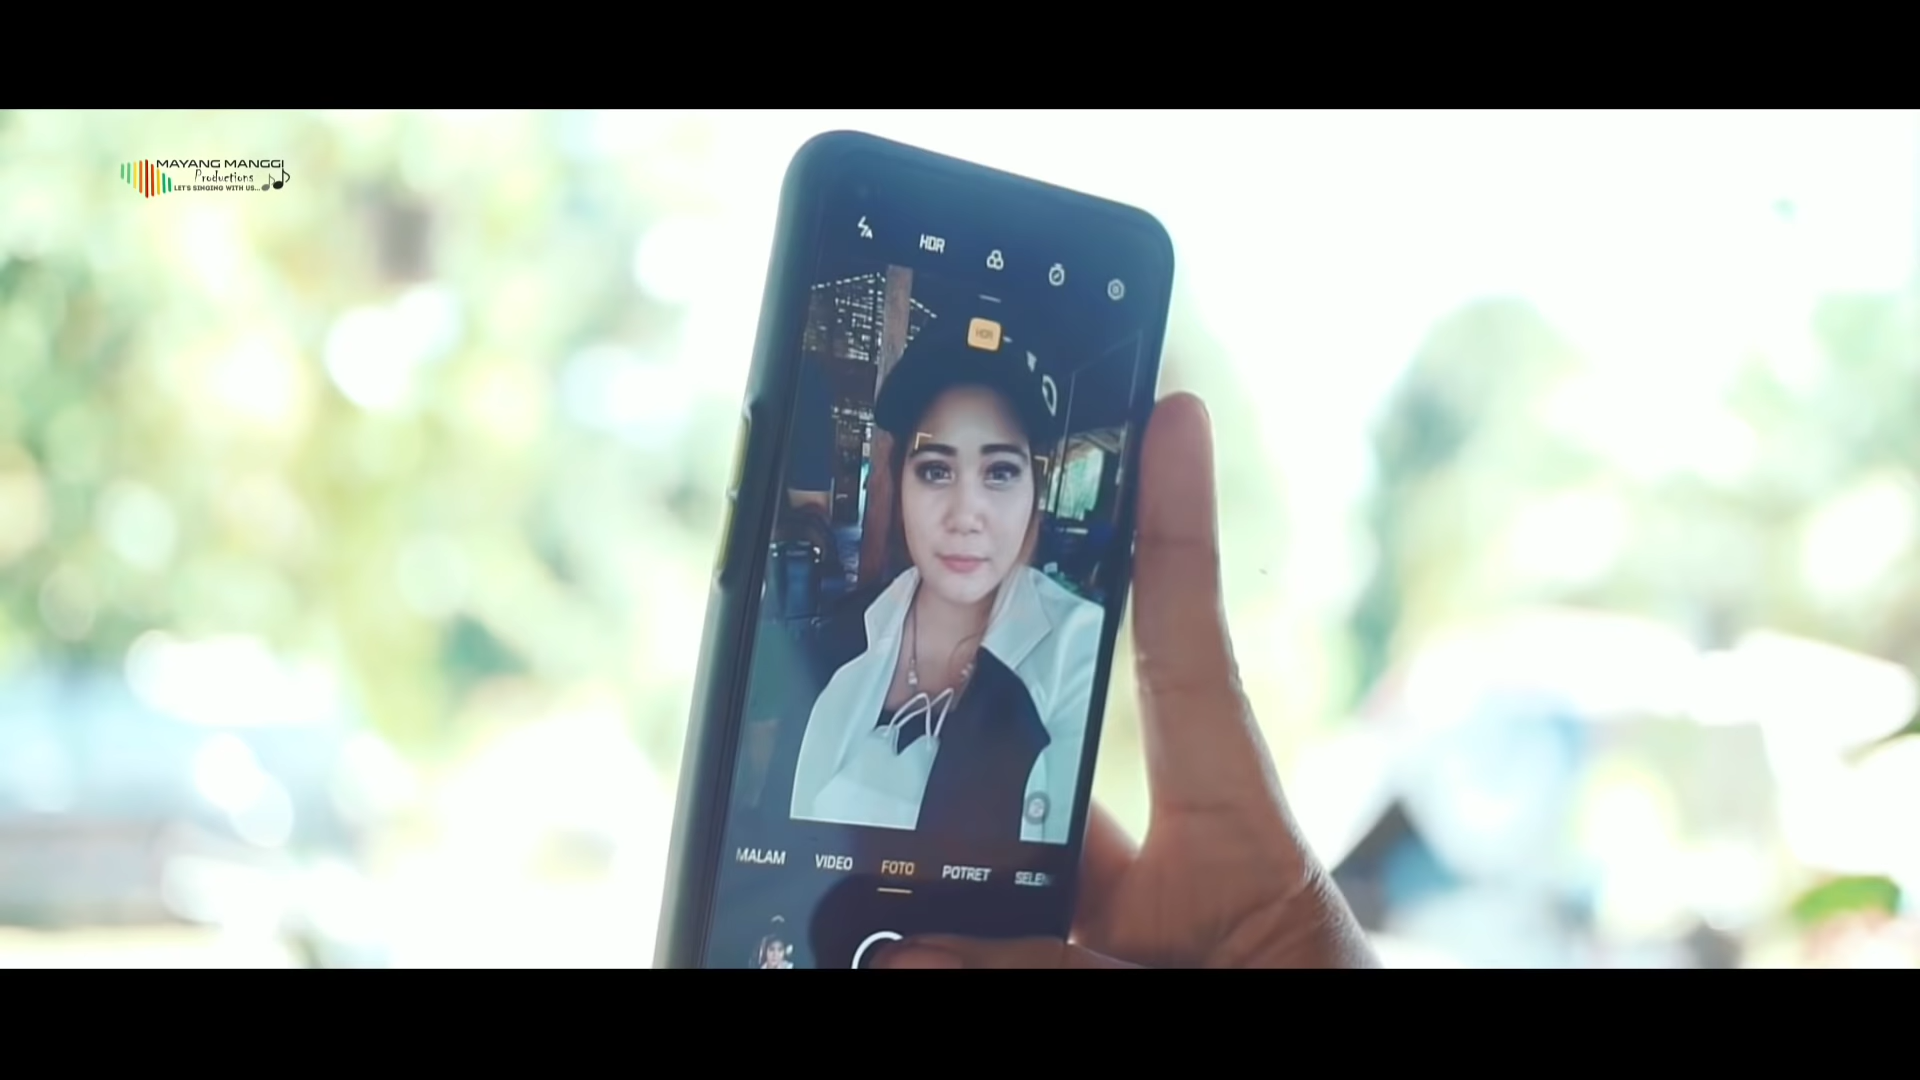 MAYANG MANGGI
Productions
LET'S SINGING WITH US...
HDR
HDR
MALAM VIDEO FOTO POTRET